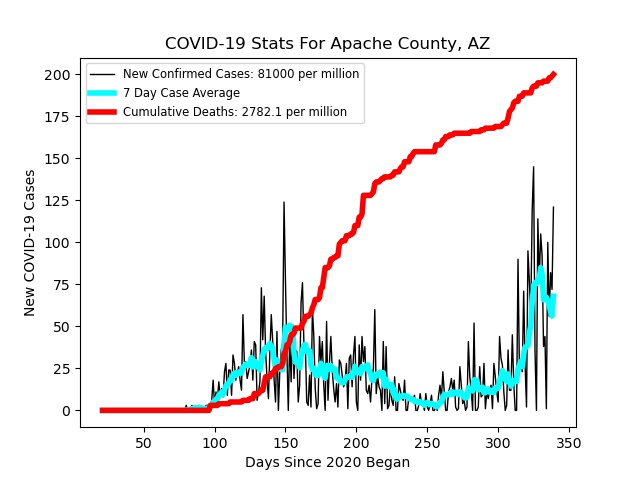 COVID-19 Stats For Apache County, AZ
New Confirmed Cases: 81000 per million
7 Day Case Average
Cumulative Deaths: 2782.1 per million
New COVID-19 Cases
200
175
150
125
100
75
50
25
0
50
100
150
200
250
300
350
Days Since 2020 Began